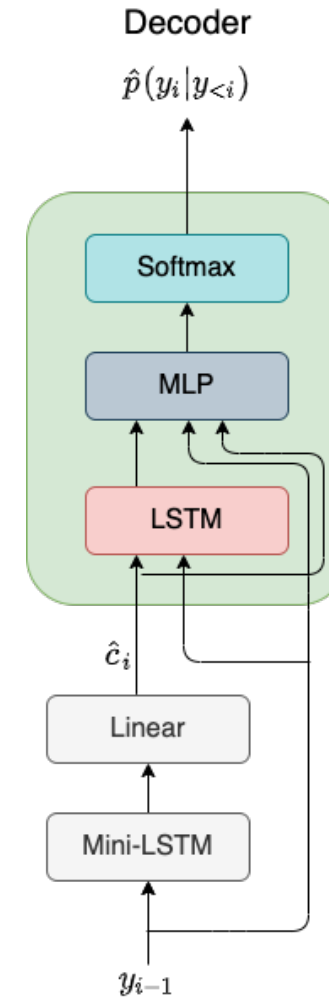 Decoder
p̂(yᵢ|y<ᵢ)
Softmax
MLP
LSTM
ĉᵢ
Linear
Mini-LSTM
yᵢ₋₁